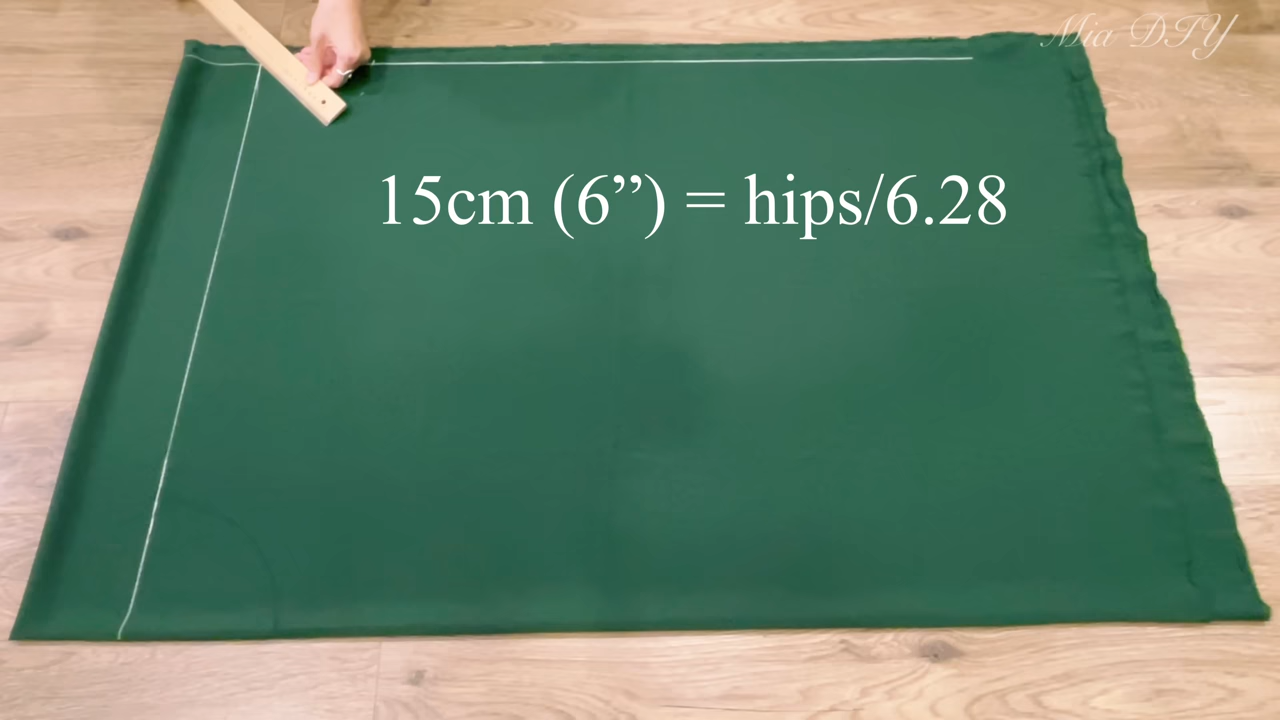 Mia DIY
15cm (6”) = hips/6.28